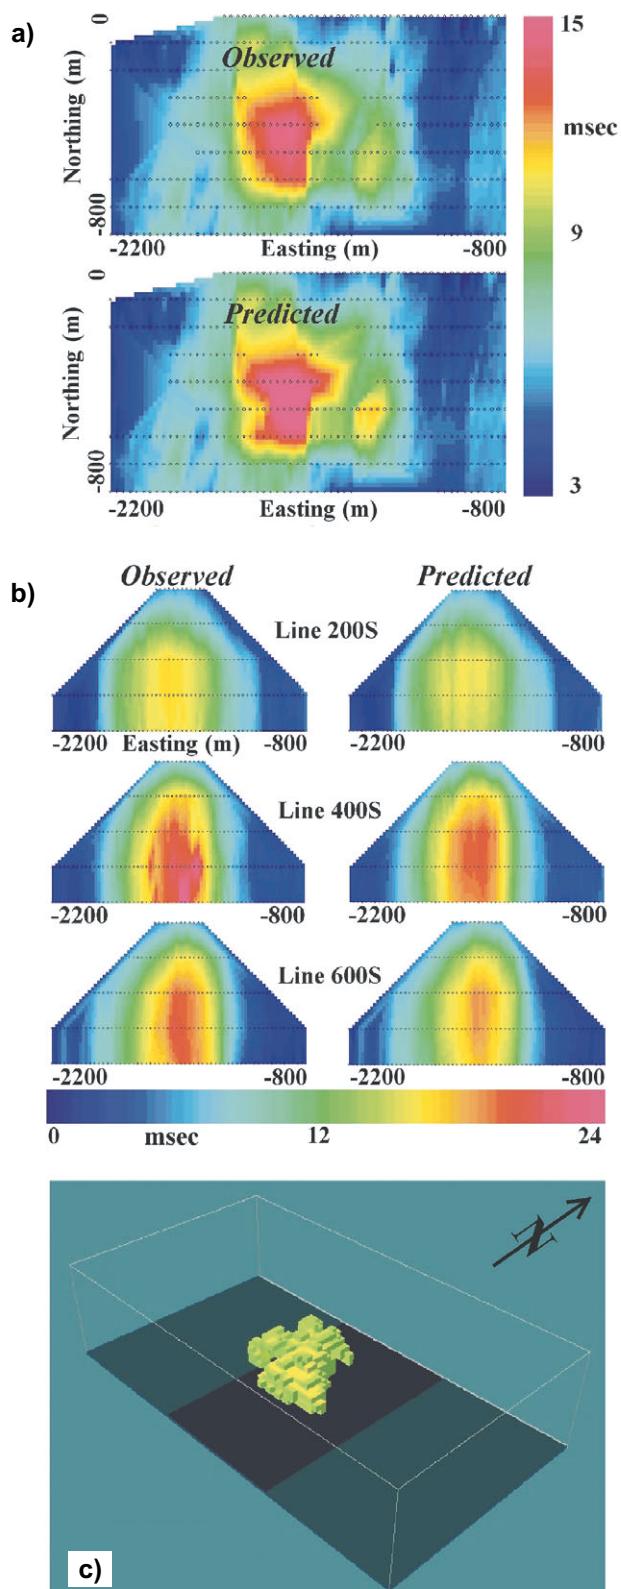 a)
0
Observed
15
Northing (m)
msec
9
-800
-2200
Easting (m)
-800
0
Predicted
Northing (m)
-800
3
-2200
Easting (m)
-800
b)
Observed
Predicted
Line 200S
-2200
Easting (m)
-800
-2200
-800
Line 400S
-2200
-800
-2200
-800
Line 600S
-2200
-800
-2200
-800
0
msec
12
24
N
c)